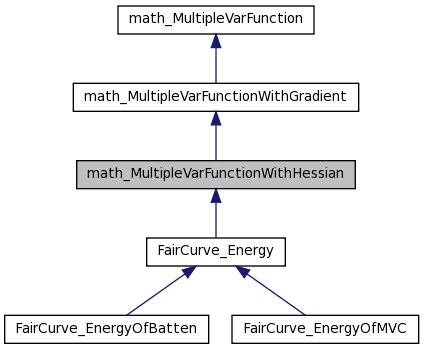 math_MultipleVarFunction
math_MultipleVarFunctionWithGradient
math_MultipleVarFunctionWithHessian
FairCurve_Energy
FairCurve_EnergyOfBatten
FairCurve_EnergyOfMVC